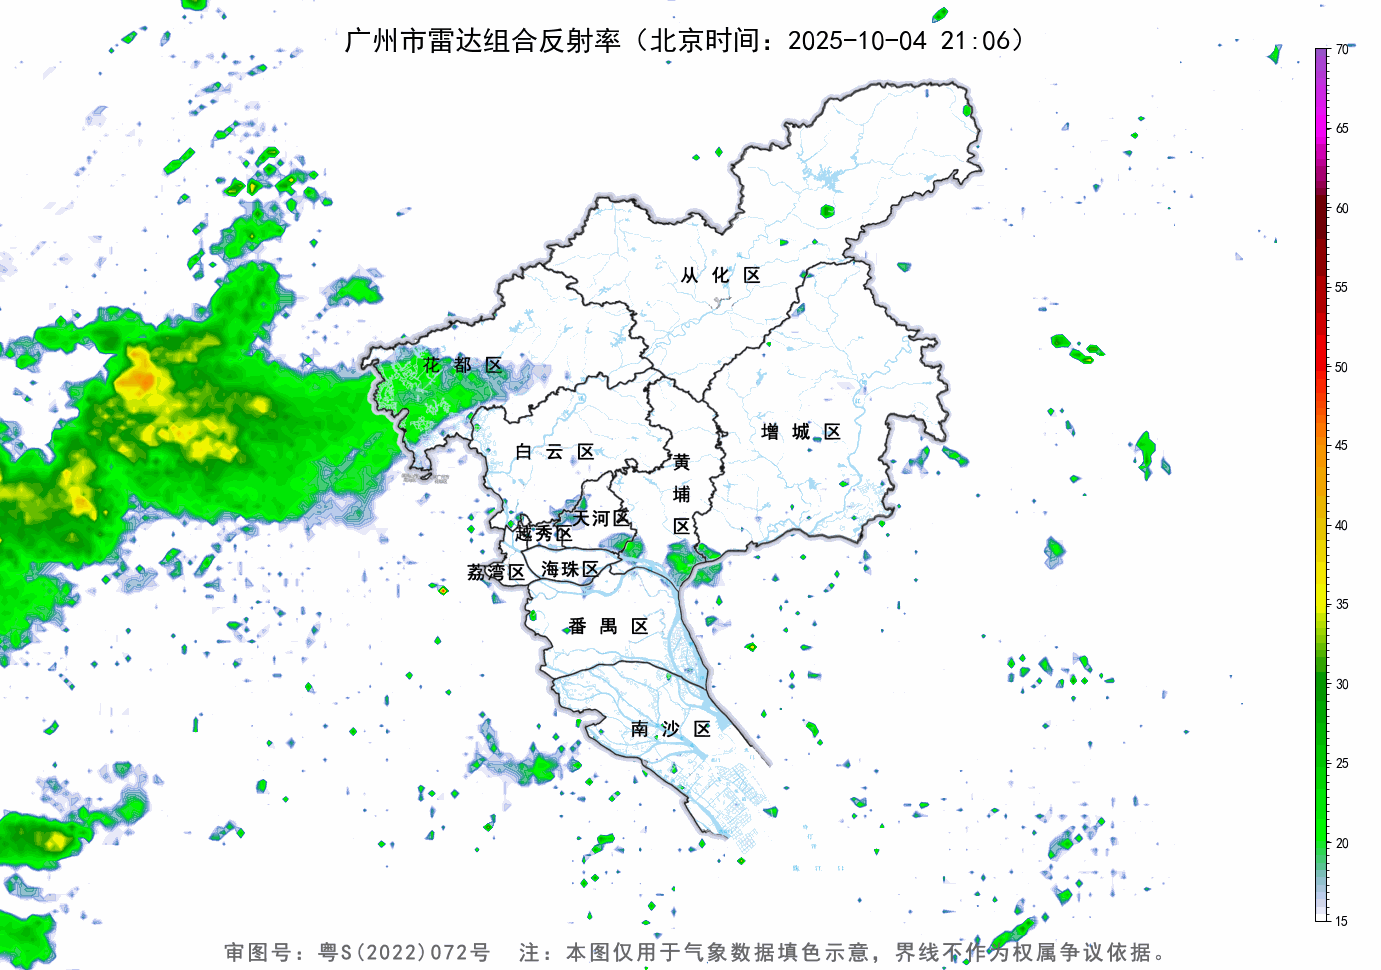 广州市雷达组合反射率（北京时间：2025-10-04 21:06）
70
65
60
55
50
45
40
35
30
25
20
15
从化区
花都区
增城区
白云区
黄埔区
天河区
越秀区
海珠区
荔湾区
番禺区
南沙区
审图号：粤S(2022)072号 注：本图仅用于气象数据填色示意，界线不作为权属争议依据。